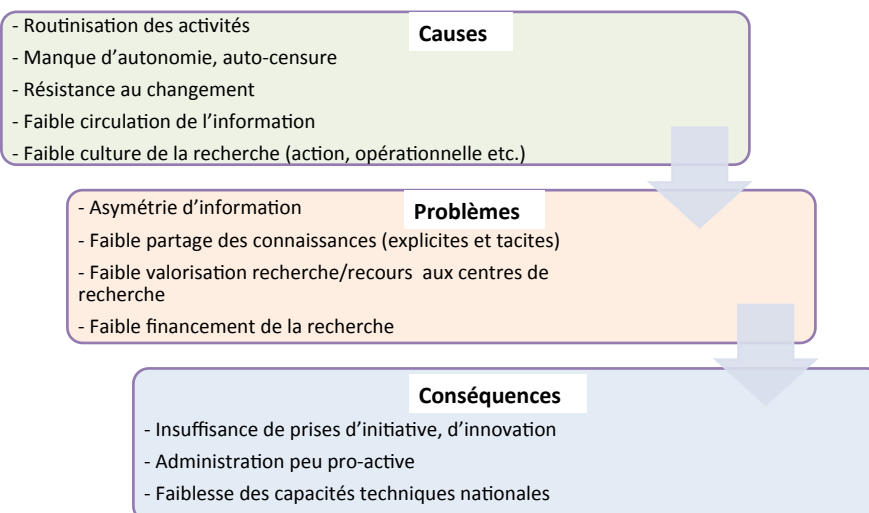 Causes
- Routinisation des activités
- Manque d’autonomie, auto-censure
- Résistance au changement
- Faible circulation de l’information
- Faible culture de la recherche (action, opérationnelle etc.)
Problèmes
- Asymétrie d’information
- Faible partage des connaissances (explicites et tacites)
- Faible valorisation recherche/recours aux centres de
recherche
- Faible financement de la recherche
Conséquences
- Insuffisance de prises d’initiative, d’innovation
- Administration peu pro-active
- Faiblesse des capacités techniques nationales